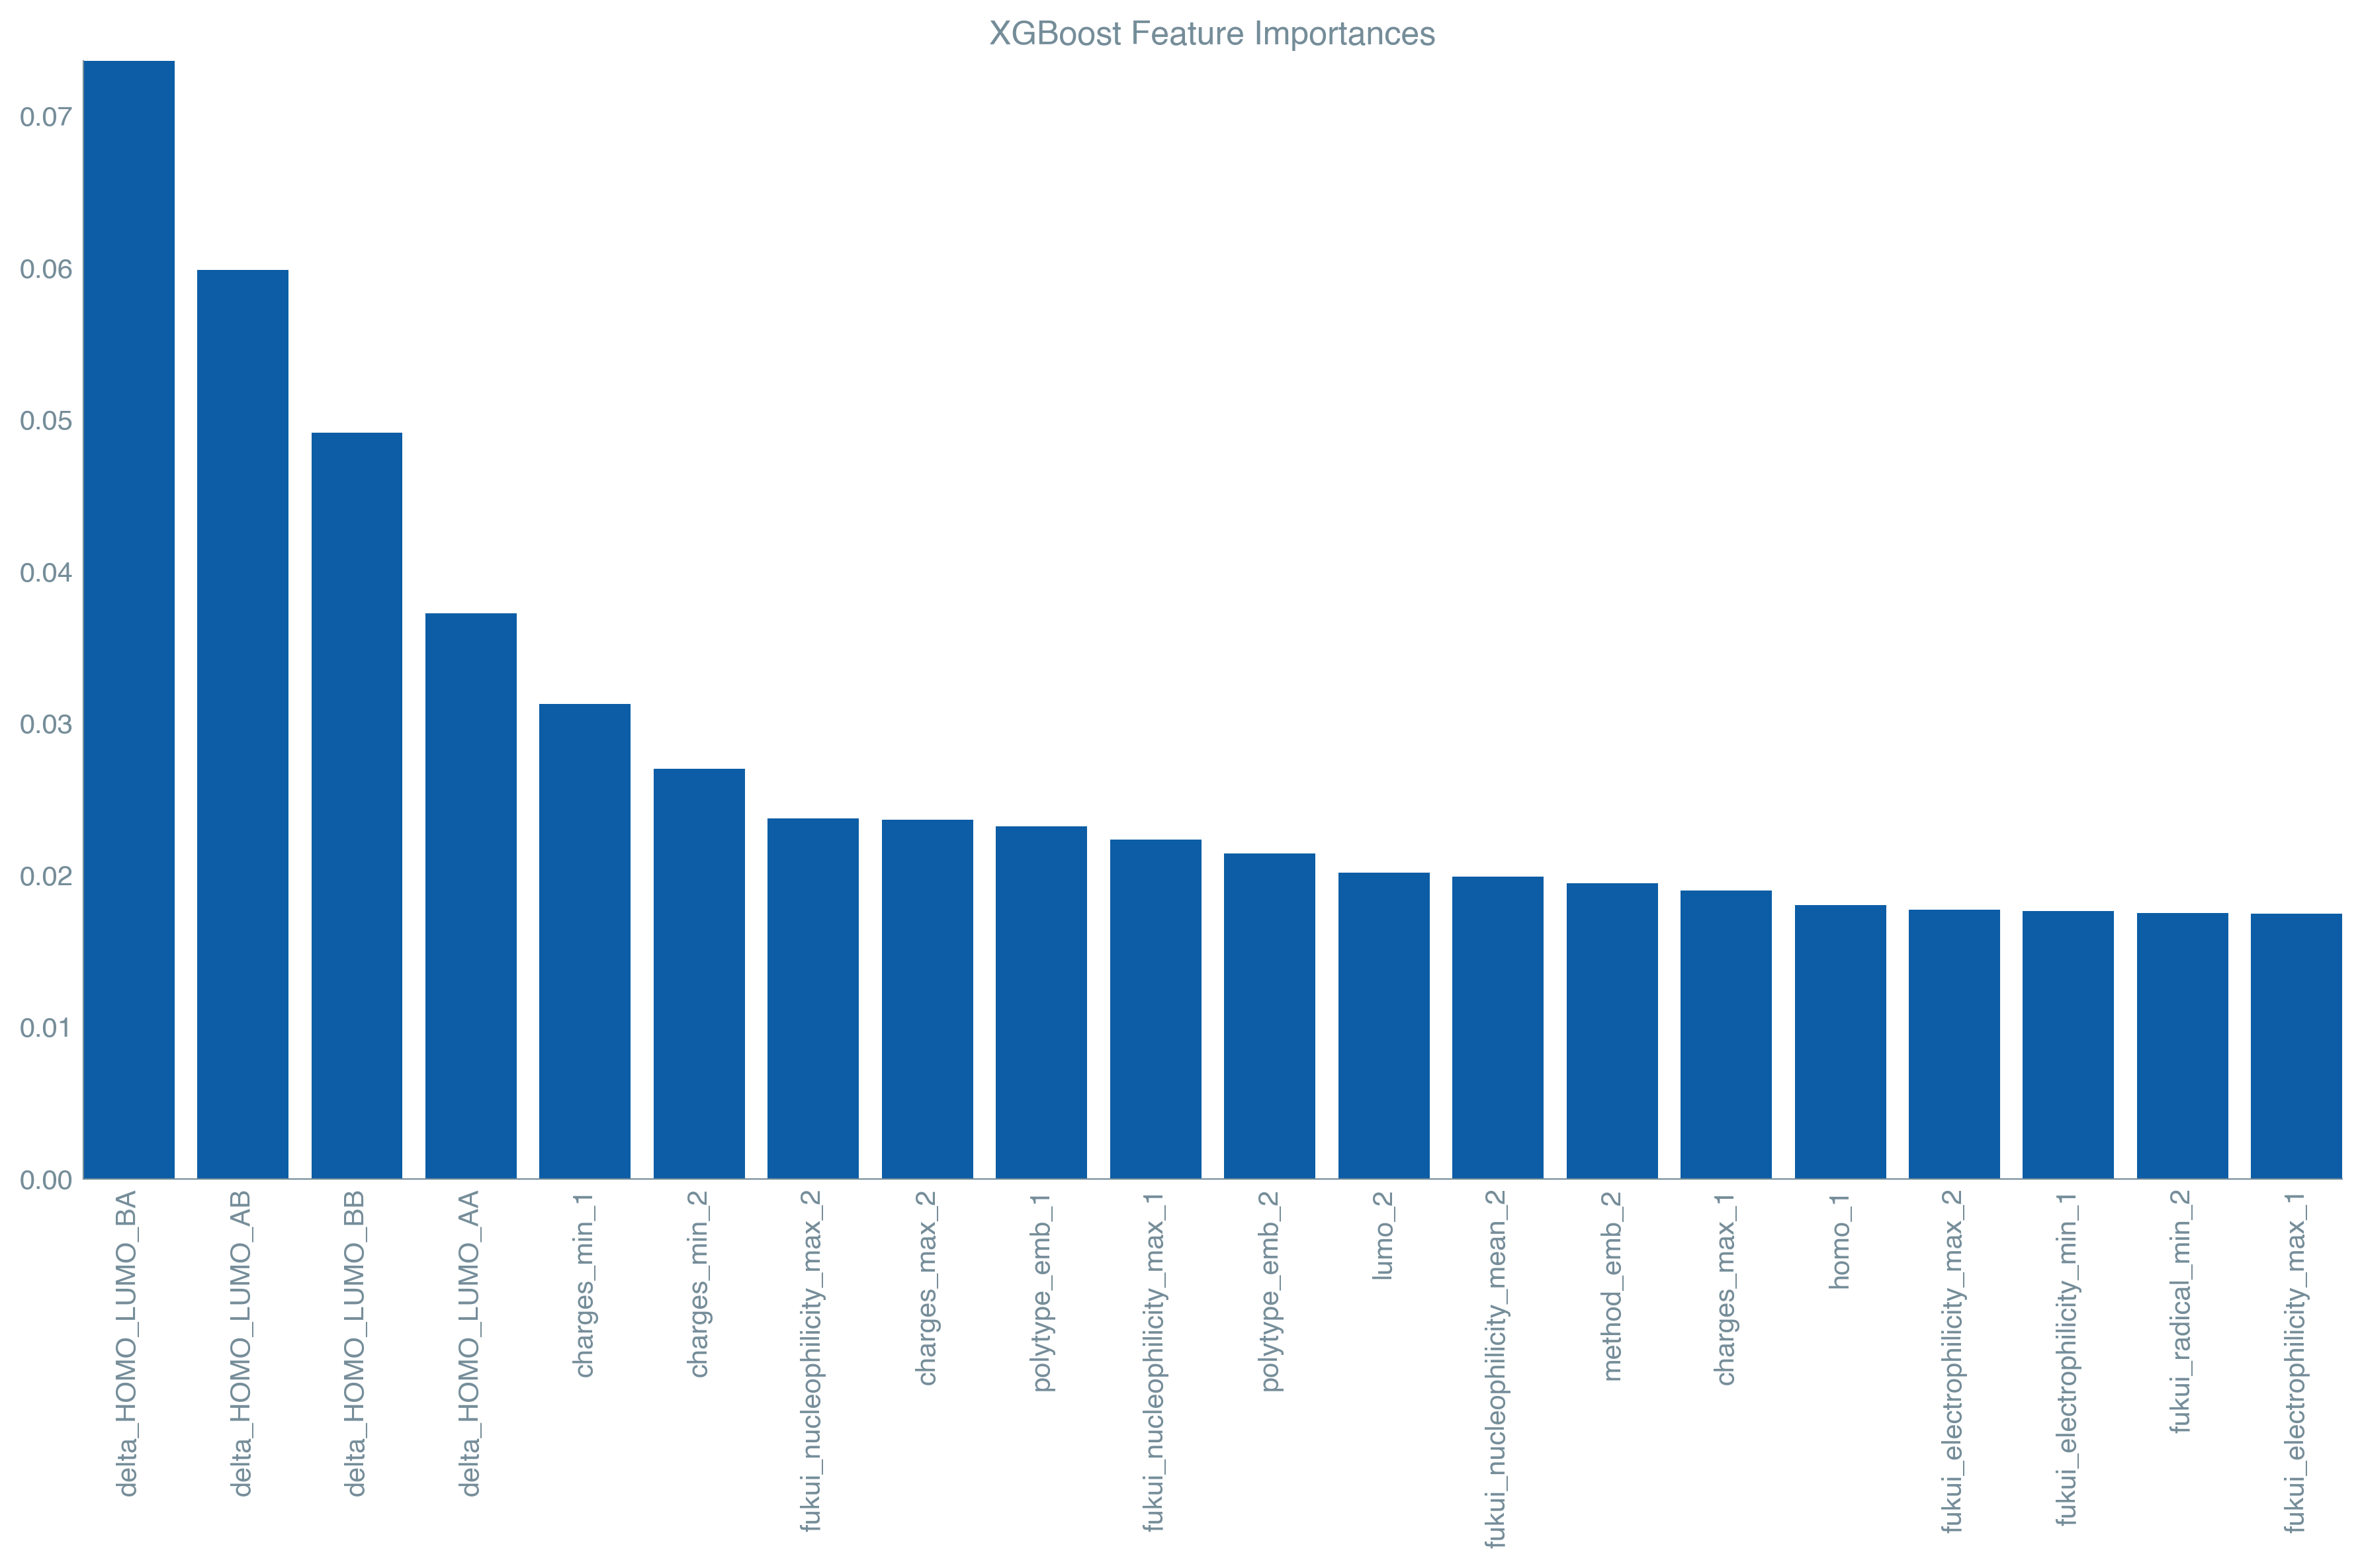 XGBoost Feature Importances
0.07
0.06
0.05
0.04
0.03
0.02
0.01
0.00
delta_HOMO_LUMO_BA
delta_HOMO_LUMO_AB
delta_HOMO_LUMO_BB
delta_HOMO_LUMO_AA
charges_min_1
charges_min_2
fukui_nucleophilicity_max_2
charges_max_2
polytype_emb_1
fukui_nucleophilicity_max_1
polytype_emb_2
lumo_2
fukui_nucleophilicity_mean_2
method_emb_2
charges_max_1
homo_1
fukui_electrophilicity_max_2
fukui_electrophilicity_min_1
fukui_radical_min_2
fukui_electrophilicity_max_1